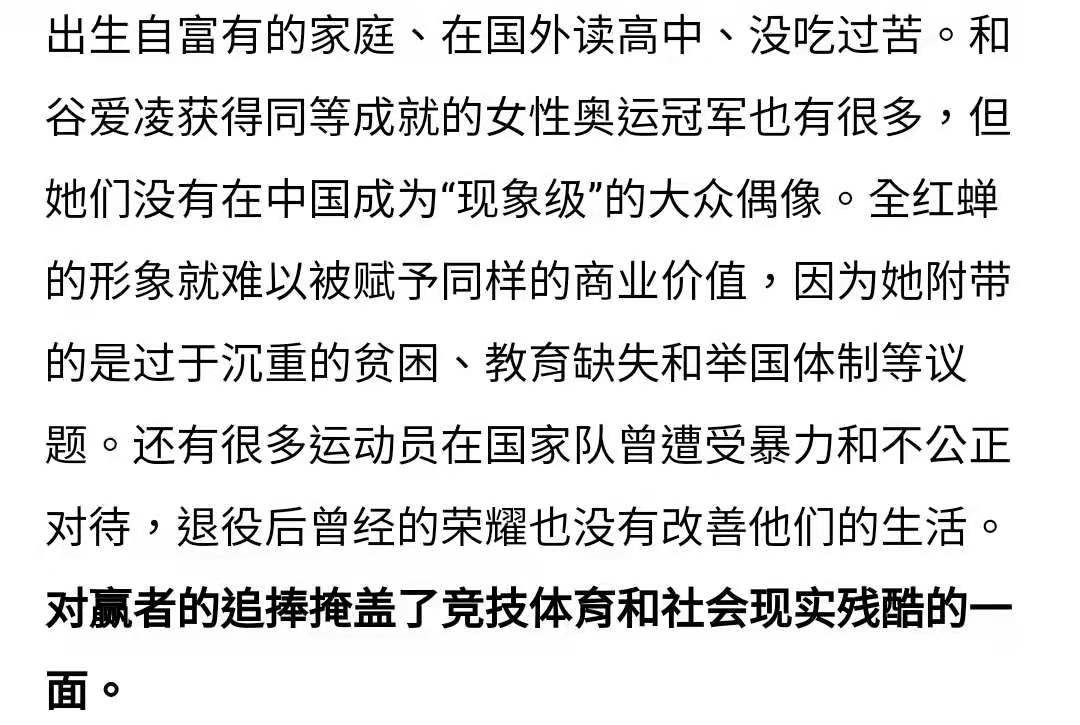 出生自富有的家庭、在国外读高中、没吃过苦。和
谷爱凌获得同等成就的女性奥运冠军也有很多，但
她们没有在中国成为“现象级”的大众偶像。全红蝉
的形象就难以被赋予同样的商业价值，因为她附带
的是过于沉重的贫困、教育缺失和举国体制等议
题。还有很多运动员在国家队曾遭受暴力和不公正
对待，退役后曾经的荣耀也没有改善他们的生活。
对赢者的追捧掩盖了竞技体育和社会现实残酷的一
面。